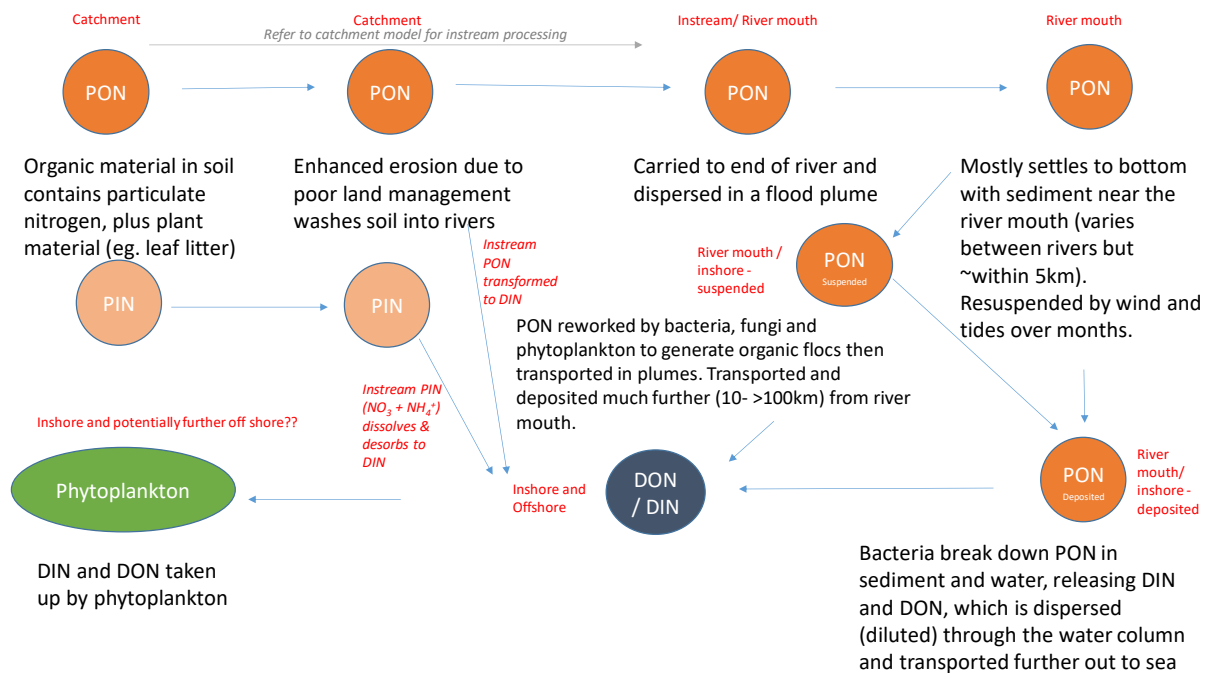 Catchment
Catchment
Instream/ River mouth
River mouth
Refer to catchment model for instream processing
PON
PON
PON
PON
Organic material in soil
contains particulate
nitrogen, plus plant
material (eg. leaf litter)
Enhanced erosion due to
poor land management
washes soil into rivers
Carried to end of river and
dispersed in a flood plume
Mostly settles to bottom
with sediment near the
river mouth (varies
between rivers but
~within 5km).
Resuspended by wind and
tides over months.
PIN
PIN
Instream
PON
transformed
to DIN
River mouth /
inshore -
suspended
PON
Suspended
PON reworked by bacteria, fungi and
phytoplankton to generate organic flocs then
transported in plumes. Transported and
deposited much further (10- >100km) from river
mouth.
Instream PIN
(NO₃ + NH₄⁺)
dissolves &
desorbs to
DIN
Inshore and potentially further off shore??
Phytoplankton
Inshore and
Offshore
DON
/ DIN
PON
Deposited
River
mouth/
inshore -
deposited
DIN and DON taken
up by phytoplankton
Bacteria break down PON in
sediment and water, releasing DIN
and DON, which is dispersed
(diluted) through the water column
and transported further out to sea